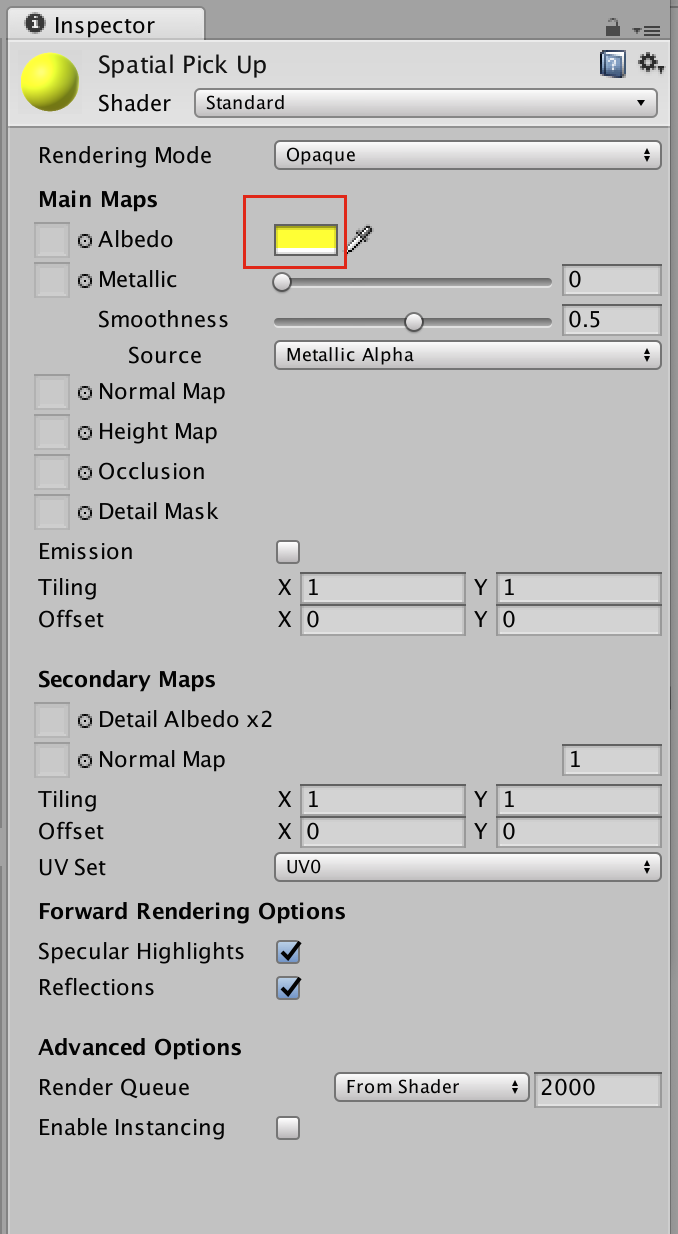 Inspector
Spatial Pick Up
Shader Standard
Rendering Mode Opaque
Main Maps
Albedo
Metallic 0
Smoothness 0.5
Source Metallic Alpha
Normal Map
Height Map
Occlusion
Detail Mask
Emission
Tiling X 1 Y 1
Offset X 0 Y 0
Secondary Maps
Detail Albedo x2
Normal Map 1
Tiling X 1 Y 1
Offset X 0 Y 0
UV Set UV0
Forward Rendering Options
Specular Highlights
Reflections
Advanced Options
Render Queue From Shader 2000
Enable Instancing